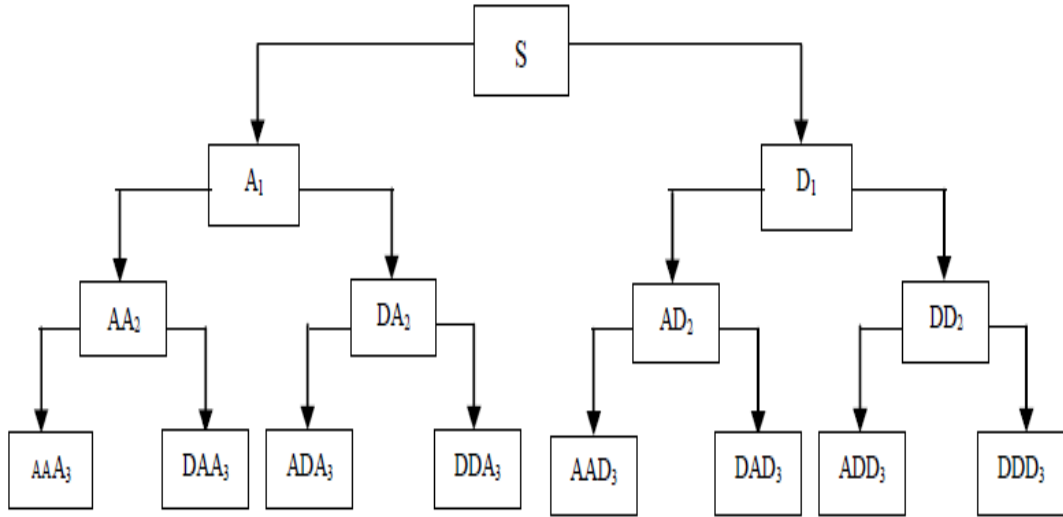 S
A₁
D₁
AA₂
DA₂
AD₂
DD₂
AAA₃
DAA₃
ADA₃
DDA₃
AAD₃
DAD₃
ADD₃
DDD₃